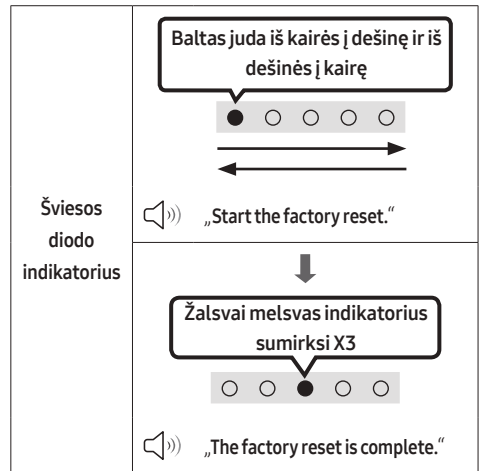 Šviesos
diodo
indikatorius
Baltas juda iš kairės į dešinę ir iš
dešinės į kairę
„Start the factory reset.“
Žalsvai melsvas indikatorius
sumirksi X3
„The factory reset is complete.“